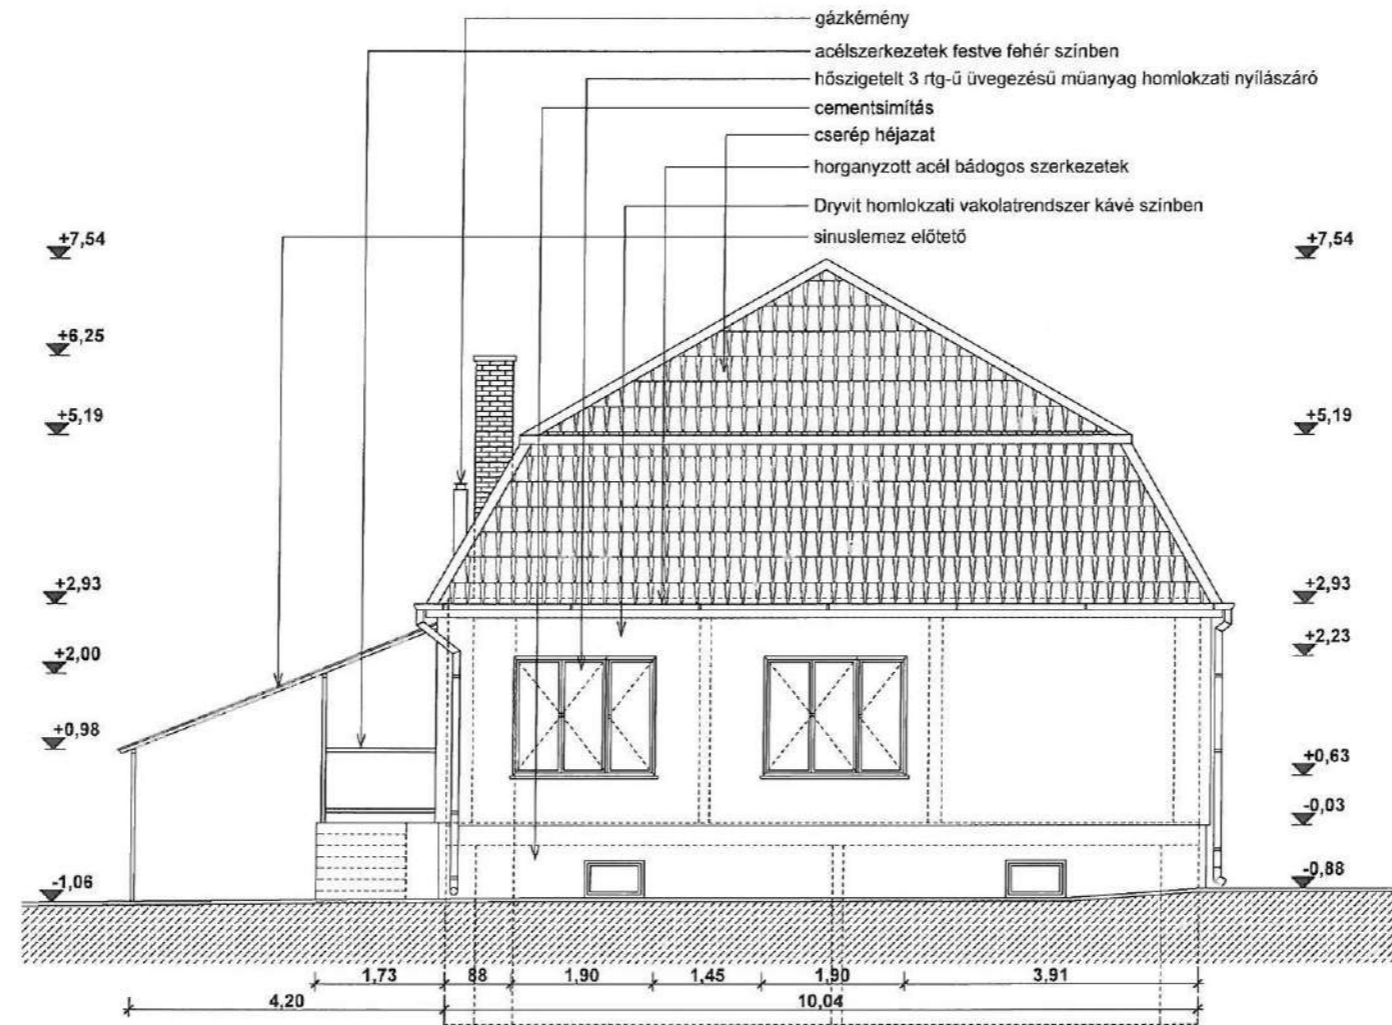 gázkémény
acélszerkezetek festve fehér színben
hőszigetelt 3 rtg-ű üvegezésű műanyag homlokzati nyílászáró
cementsimítás
cserép héjazat
horganyzott acél bádogos szerkezetek
Dryvit homlokzati vakolatrendszer kávé színben
sinuslemez előtető
+7,54
+6,25
+5,19
+2,93
+2,00
+0,98
-1,06
+7,54
+5,19
+2,93
+2,23
+0,63
-0,03
-0,88
1,73 88 1,90 1,45 1,90 3,91
4,20 10,04